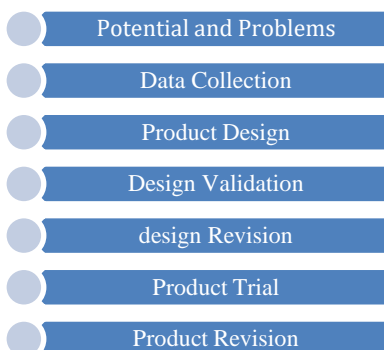 Potential and Problems
Data Collection
Product Design
Design Validation
design Revision
Product Trial
Product Revision